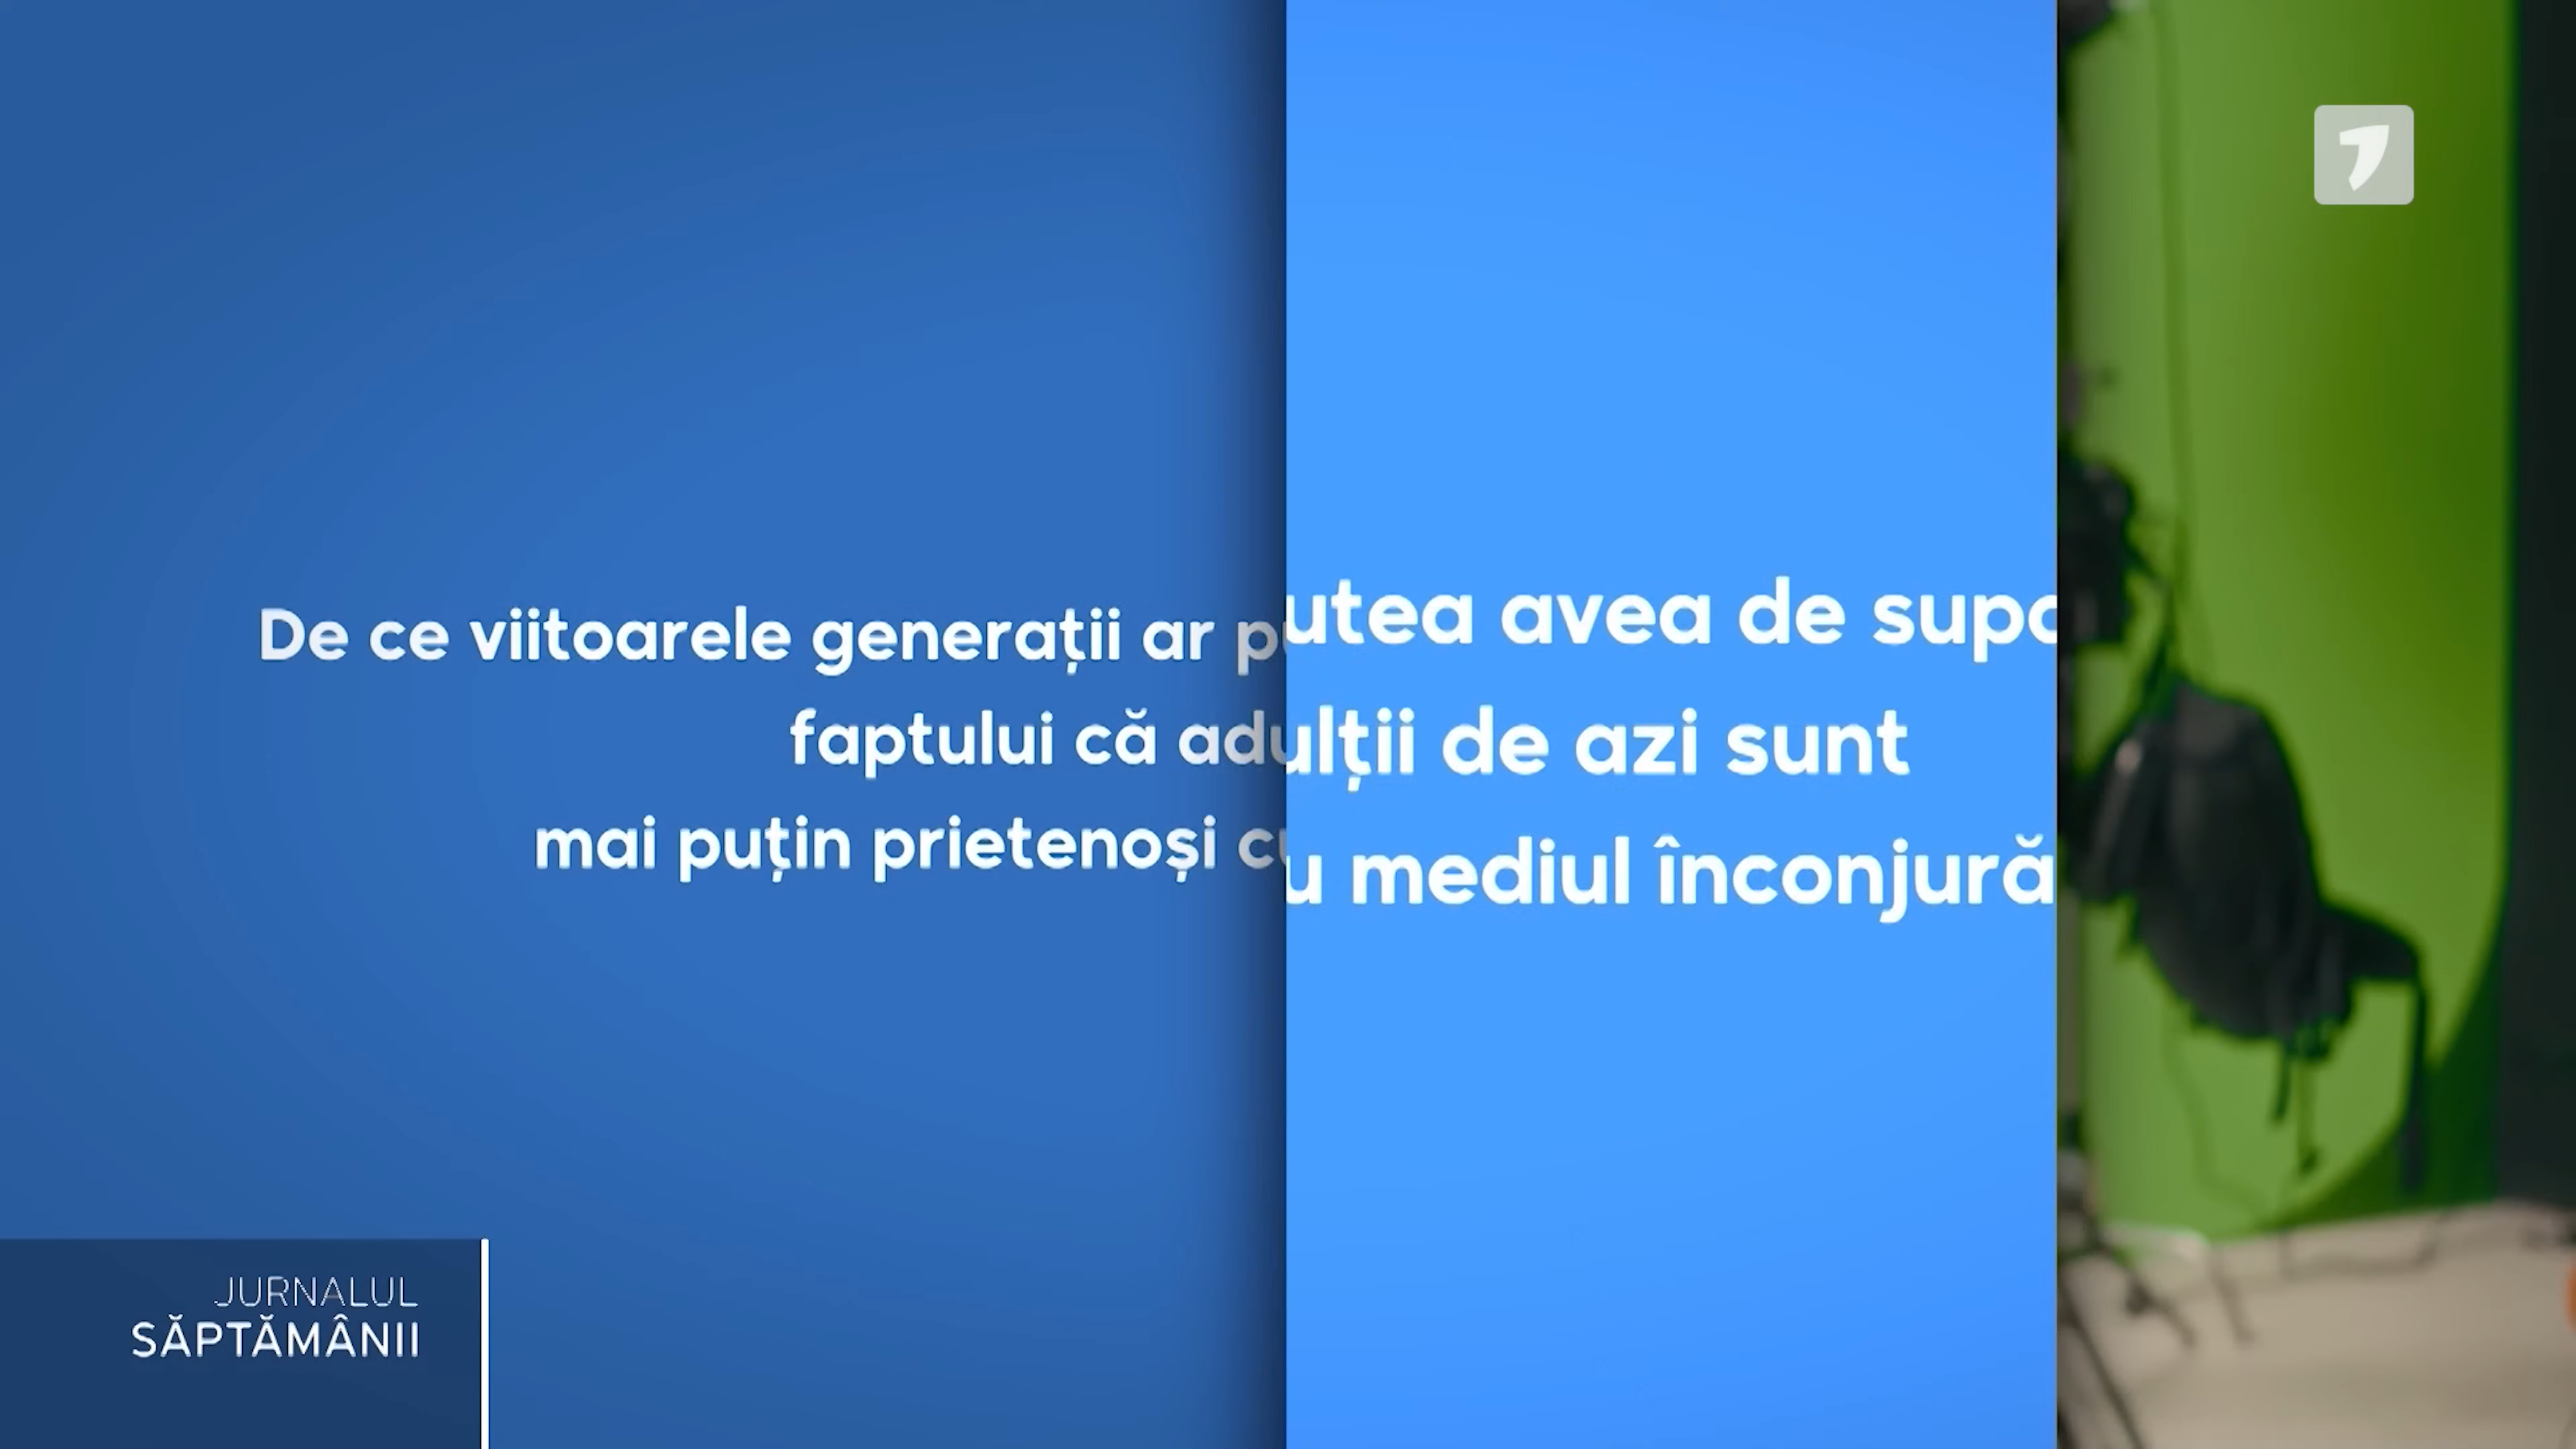 De ce viitoarele generații ar putea avea de supo
faptului că adulții de azi sunt
mai puțin prietenoși cu mediul înconjură
JURNALUL
SĂPTĂMÂNII
7